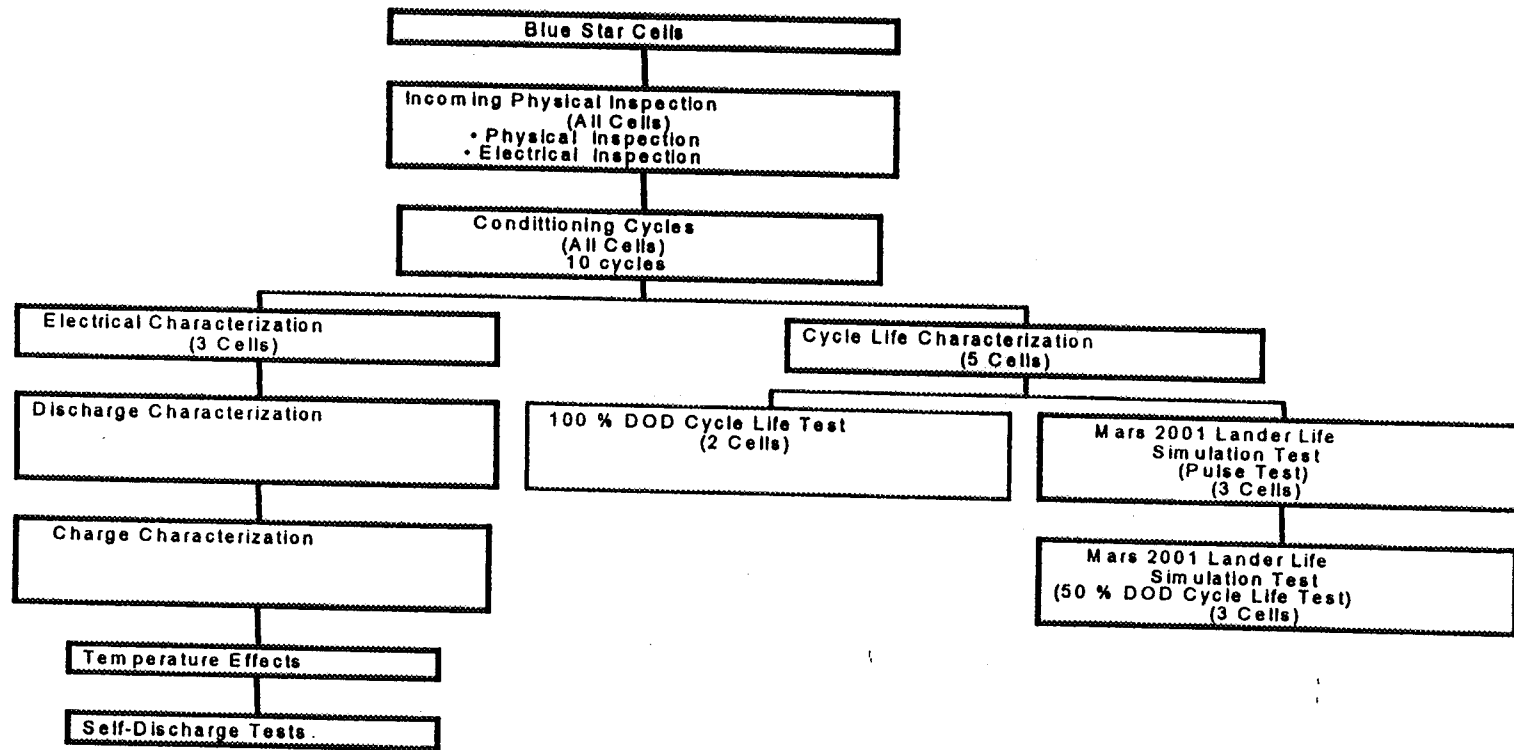 Blue Star Cells
Incoming Physical Inspection
(All Cells)
• Physical Inspection
• Electrical Inspection
Condittioning Cycles
(All Cells)
10 cycles
Electrical Characterization
(3 Cells)
Cycle Life Characterization
(5 Cells)
Discharge Characterization
100 % DOD Cycle Life Test
(2 Cells)
Mars 2001 Lander Life
Simulation Test
(Pulse Test)
(3 Cells)
Charge Characterization
Mars 2001 Lander Life
Simulation Test
(50 % DOD Cycle Life Test)
(3 Cells)
Temperature Effects
Self-Discharge Tests